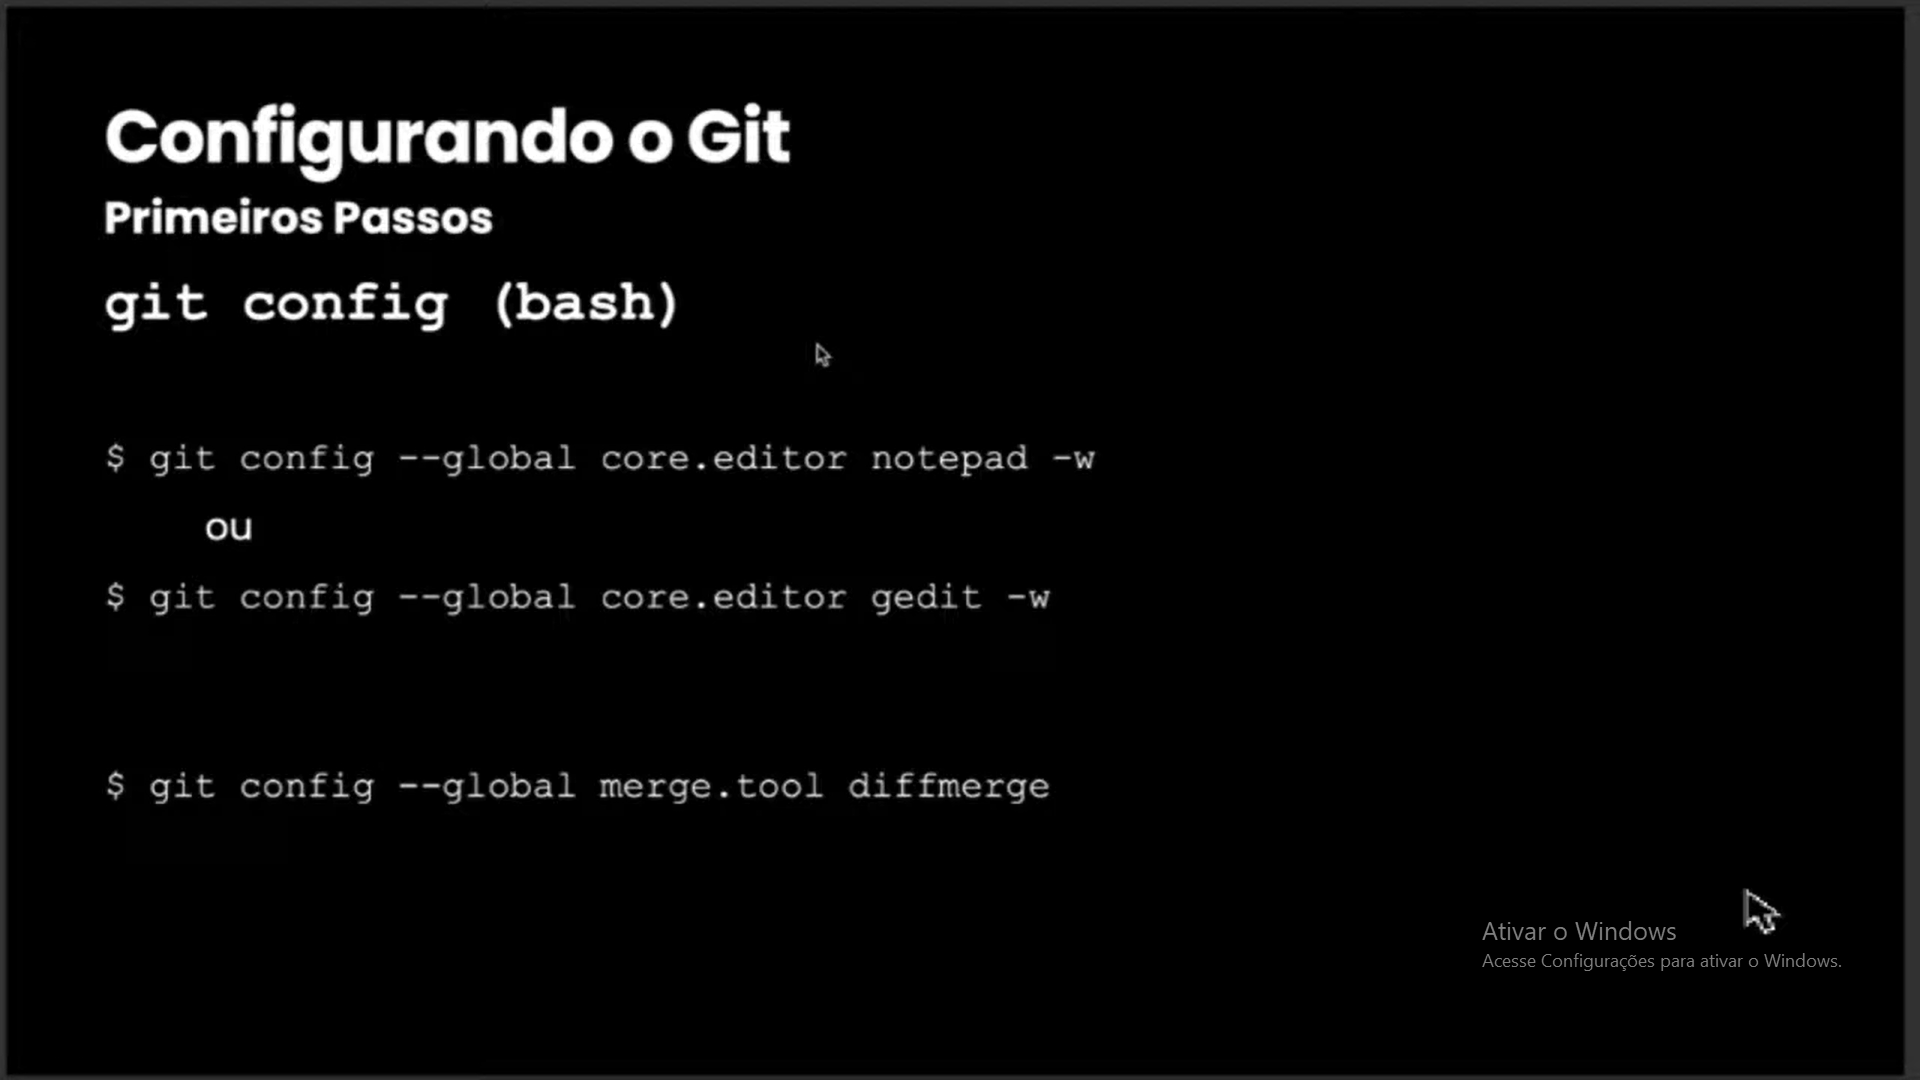 Configurando o Git
Primeiros Passos
git config (bash)
$ git config --global core.editor notepad -w
ou
$ git config --global core.editor gedit -w
$ git config --global merge.tool diffmerge
Ativar o Windows
Acesse Configurações para ativar o Windows.